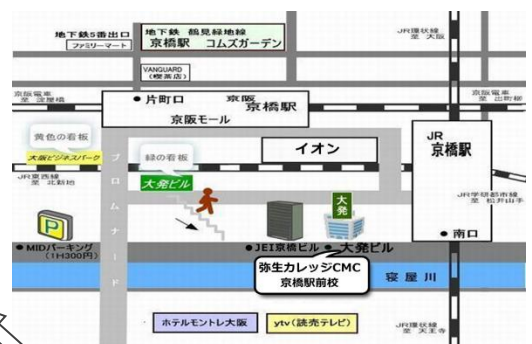 地下鉄5番出口
ファミリーマート
地下鉄 鶴見緑地線
京橋駅 コムズガーデン
JR環状線
至 大阪
VANGUARD
(喫茶店)
京阪電車
至 淀屋橋
● 片町口 京阪
京橋駅
京阪モール
京阪電車
至 出町柳
黄色の看板
大阪ビジネスパーク
緑の看板
大発ビル
イオン
JR
京橋駅
JR東西線
至 北新地
プロムナード
大発
JR学研都市線
至 松井山手
P
● MIDパーキング
(1H300円)
● JEI京橋ビル
● 大発ビル
● 南口
弥生カレッジCMC
京橋駅前校
寝屋川
ホテルモントレ大阪
ytv(読売テレビ)
JR環状線
至 天王寺